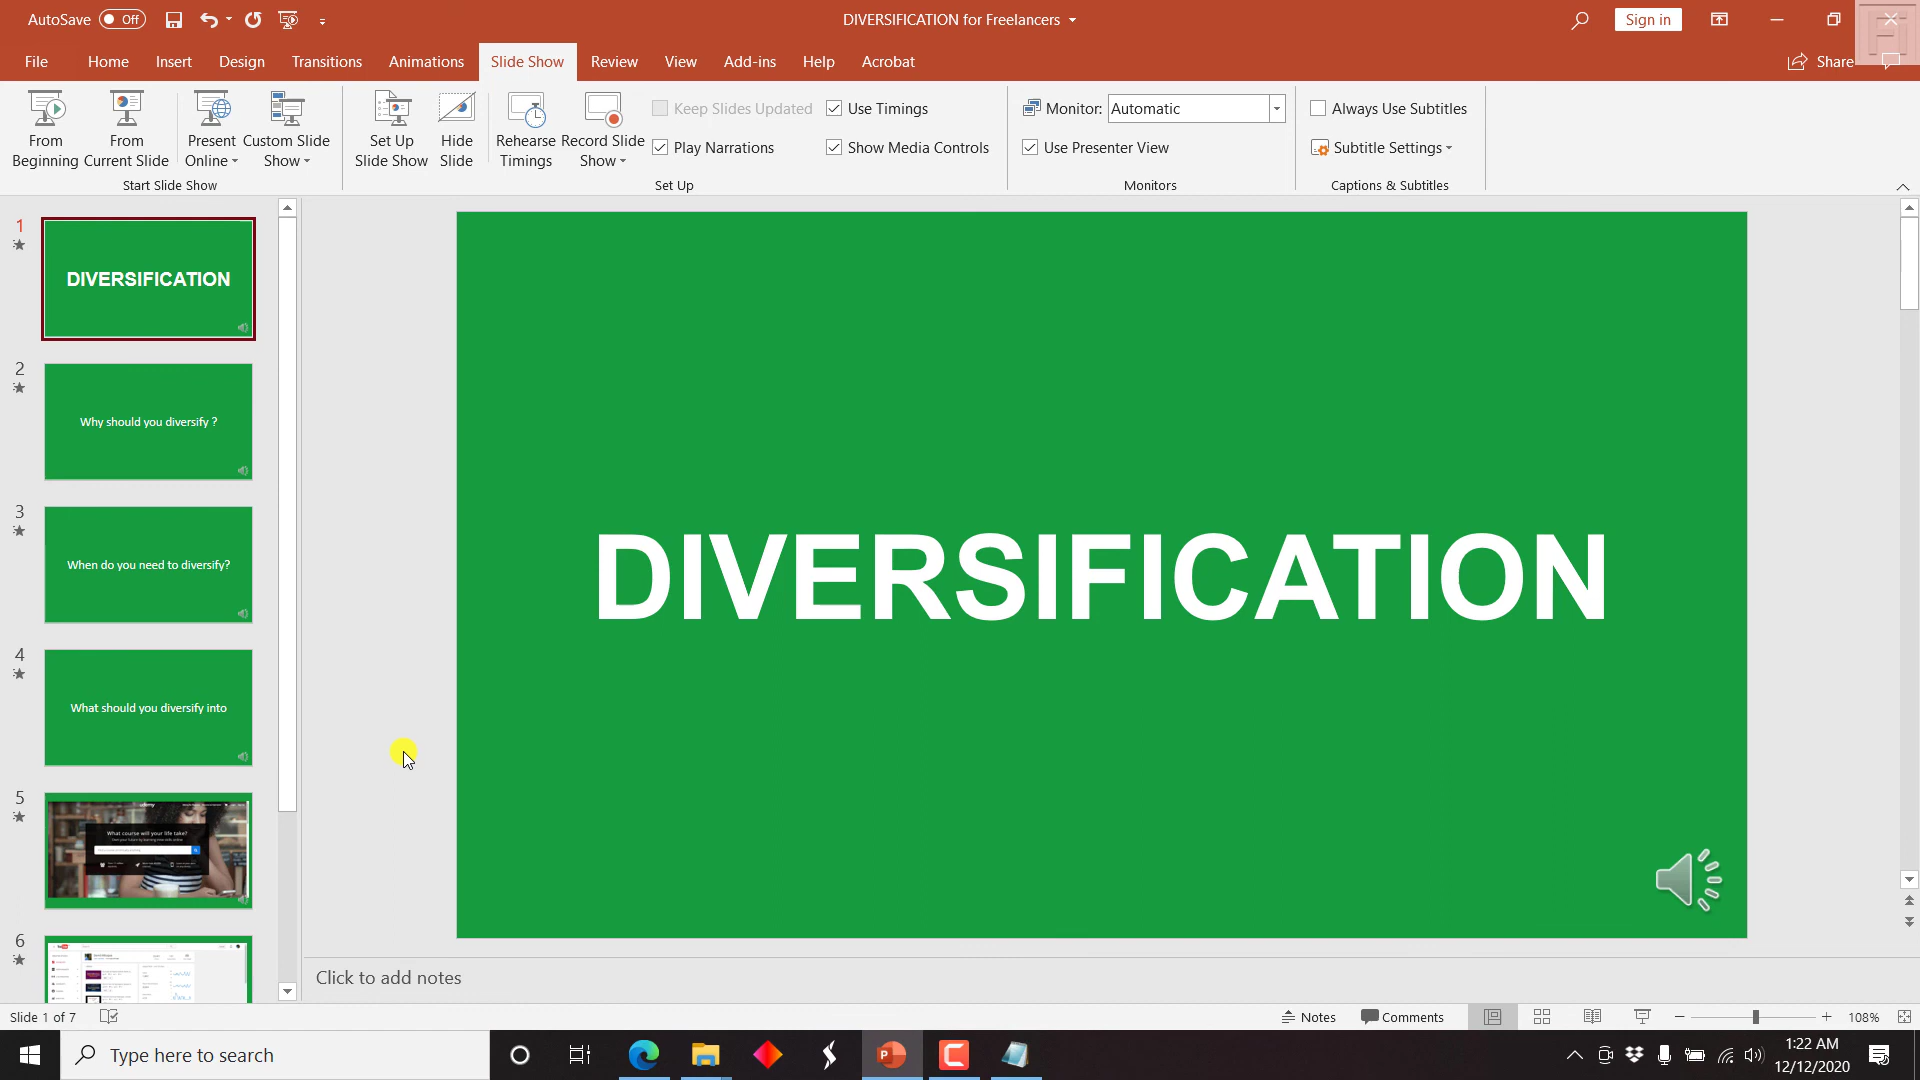 AutoSave Off
DIVERSIFICATION for Freelancers
Sign in
File Home Insert Design Transitions Animations Slide Show Review View Add-ins Help Acrobat
Share
From Beginning
From Current Slide
Present Online
Custom Slide Show
Start Slide Show
Set Up Slide Show
Hide Slide
Rehearse Timings
Record Slide Show
Keep Slides Updated
Play Narrations
Use Timings
Show Media Controls
Set Up
Monitor: Automatic
Use Presenter View
Monitors
Always Use Subtitles
Subtitle Settings
Captions & Subtitles
1
DIVERSIFICATION
2
Why should you diversify ?
3
When do you need to diversify?
4
What should you diversify into
5
What course will your life take?
6
DIVERSIFICATION
Click to add notes
Slide 1 of 7
Notes
Comments
108%
Type here to search
1:22 AM
12/12/2020